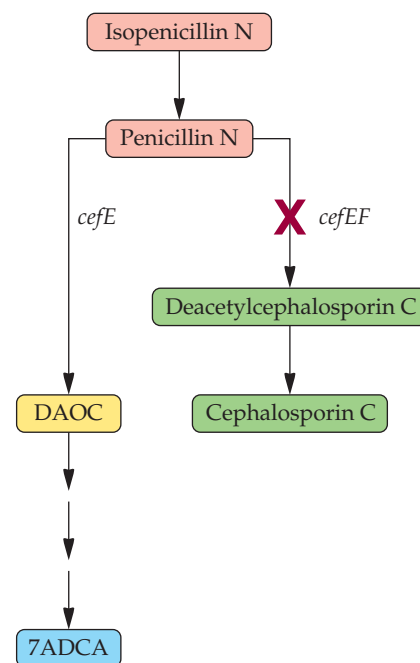 Isopenicillin N
Penicillin N
cefE
X
cefEF
Deacetylcephalosporin C
DAOC
Cephalosporin C
7ADCA